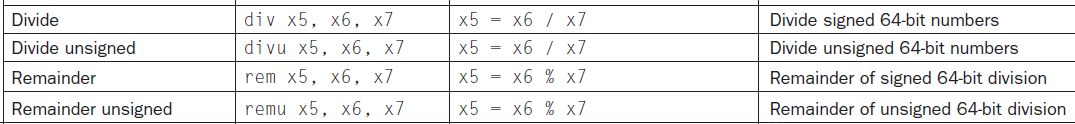 Divide div x5, x6, x7 x5 = x6 / x7 Divide signed 64-bit numbers
Divide unsigned divu x5, x6, x7 x5 = x6 / x7 Divide unsigned 64-bit numbers
Remainder rem x5, x6, x7 x5 = x6 % x7 Remainder of signed 64-bit division
Remainder unsigned remu x5, x6, x7 x5 = x6 % x7 Remainder of unsigned 64-bit division